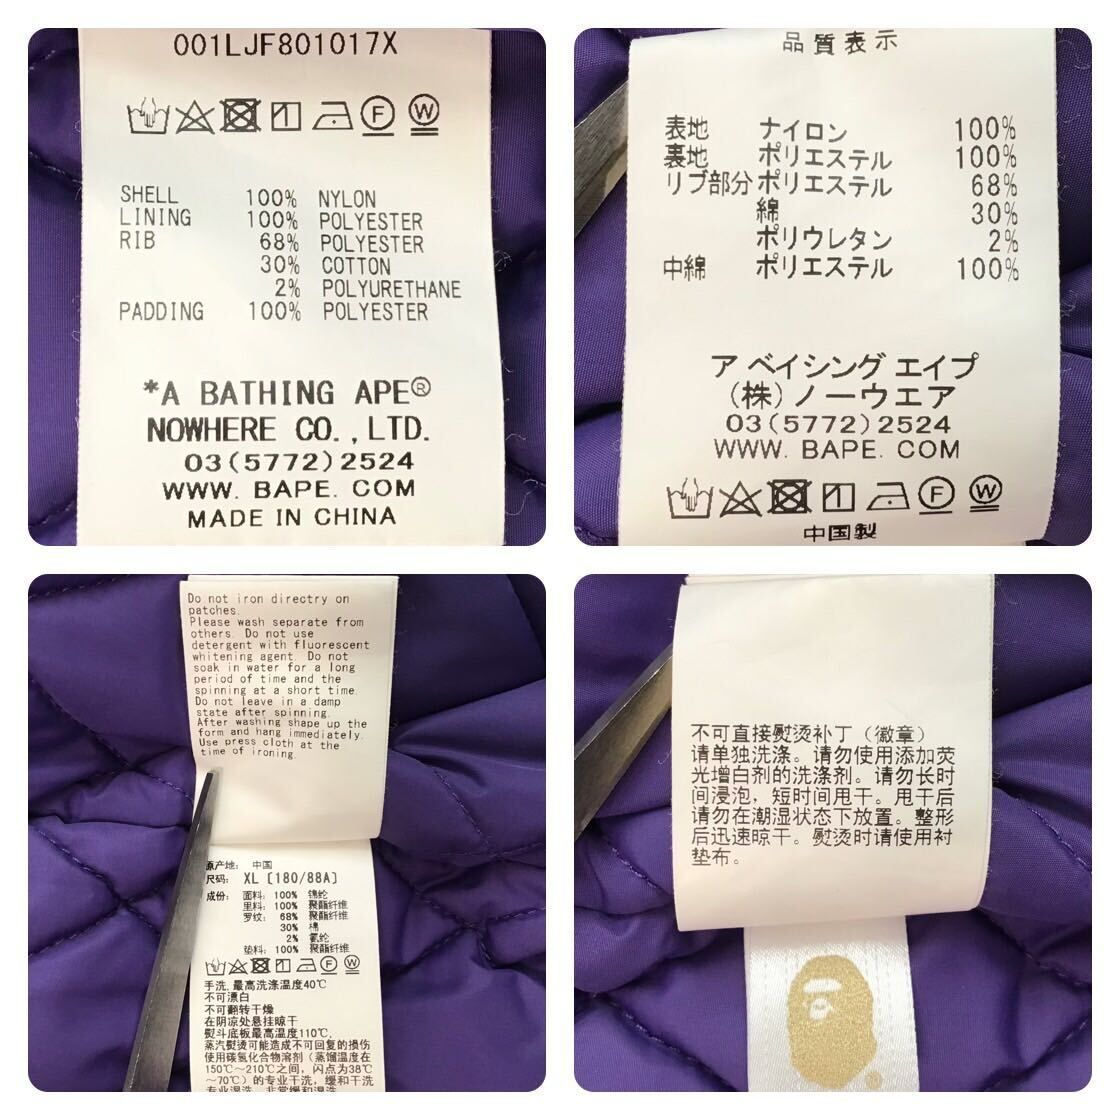 001LJF801017X
SHELL 100% NYLON
LINING 100% POLYESTER
RIB 68% POLYESTER
30% COTTON
2% POLYURETHANE
PADDING 100% POLYESTER
*A BATHING APE®
NOWHERE CO.,LTD.
03(5772)2524
WWW. BAPE. COM
MADE IN CHINA
品質表示
表地 ナイロン 100%
裏地 ポリエステル 100%
リブ部分 ポリエステル 68%
綿 30%
ポリウレタン 2%
中綿 ポリエステル 100%
ア ベイシング エイプ
(株)ノーウエア
03(5772)2524
WWW. BAPE. COM
中国製
Do not iron directry on
patches.
Please wash separate from
others. Do not use
detergent with fluorescent
whitening agent. Do not
soak in water for a long
period of time and the
spinning at a short time.
Do not leave in a damp
state after spinning.
After washing shape up the
form and hang immediately.
Use press cloth at the
time of ironing.
原产地: 中国
尺码: XL [180/88A]
成份: 面料: 100% 锦纶
里料: 100% 聚酯纤维
罗纹: 68% 聚酯纤维
30% 棉
2% 氨纶
垫料: 100% 聚酯纤维
手洗,最高洗涤温度40℃
不可漂白
不可翻转干燥
在阴凉处悬挂晾干
熨斗底板最高温度110℃,
蒸汽熨烫可能造成不可回复的损伤
使用碳氢化合物溶剂(蒸馏温度在
150℃～210℃之间,闪点为38℃
～70℃)的专业干洗,缓和干洗
专业湿洗,非常缓和湿洗
不可直接熨烫补丁(徽章)
请单独洗涤。请勿使用添加荧
光增白剂的洗涤剂。请勿长时
间浸泡,短时间甩干。甩干后
请勿在潮湿状态下放置。整形
后迅速晾干。熨烫时请使用衬
垫布。
®